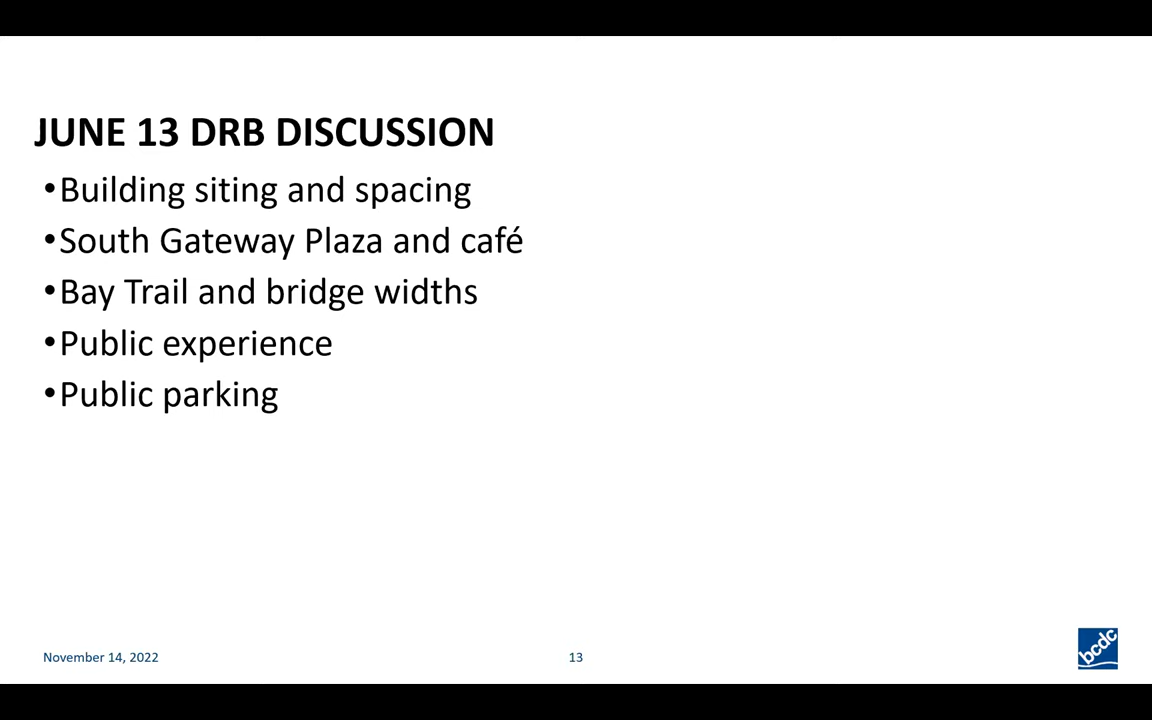 JUNE 13 DRB DISCUSSION
•Building siting and spacing
•South Gateway Plaza and café
•Bay Trail and bridge widths
•Public experience
•Public parking
November 14, 2022
13
bcdc